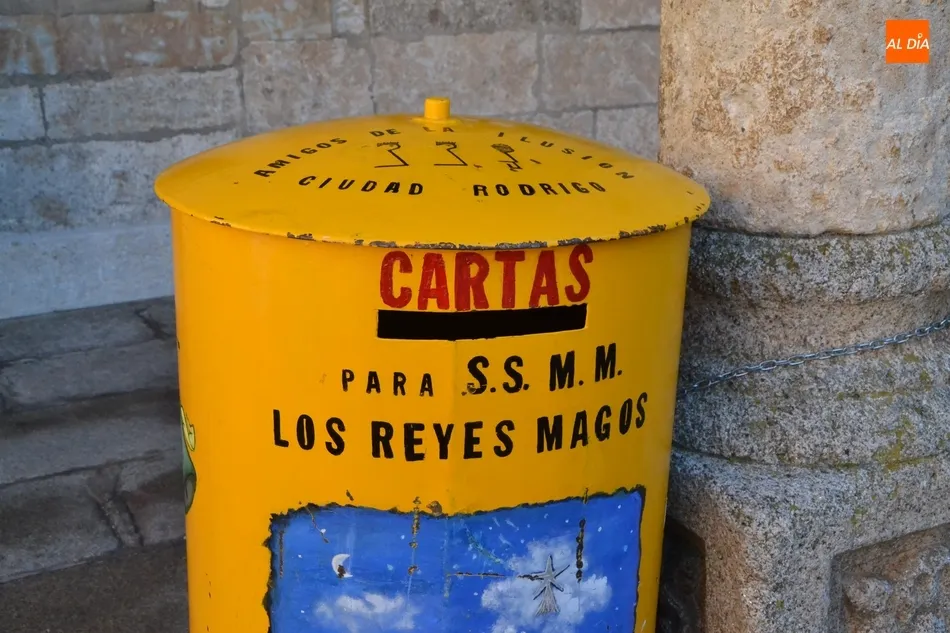 AL DÍA
AMIGOS DE LA ILUSION
CIUDAD RODRIGO
CARTAS
PARA S.S. M.M.
LOS REYES MAGOS